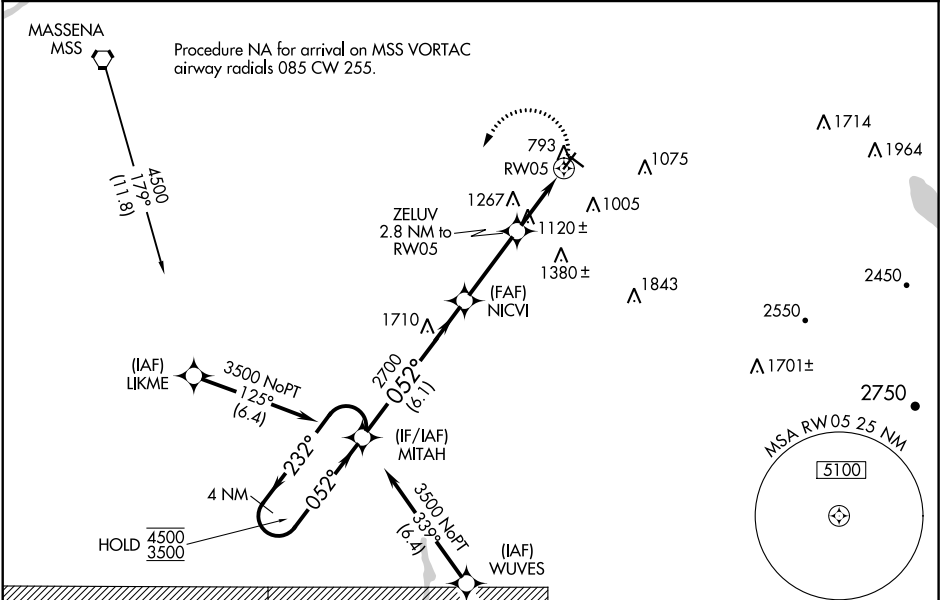 MASSENA
MSS
Procedure NA for arrival on MSS VORTAC
airway radials 085 CW 255.
4500
179°
(11.8)
1714
1964
793
RW05
1075
1267
1005
ZELUV
2.8 NM to
RW05
1120 ±
1380 ±
1843
2450
2550
(FAF)
NICVI
1710
1701±
2750
(IAF)
LIKME
3500 NoPT
125°
(6.4)
2700
052°
(6.1)
(IF/IAF)
MITAH
232°
052°
4 NM
HOLD 4500
3500
3500 NoPT
339°
(6.4)
(IAF)
WUVES
MSA RW 05 25 NM
5100